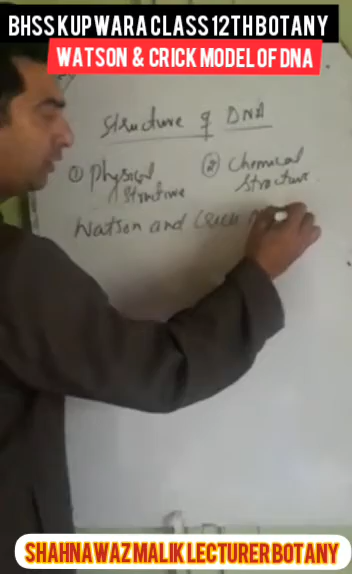 BHSS KUPWARA CLASS 12TH BOTANY
WATSON & CRICK MODEL OF DNA
Structure of DNA
① Physical Structure
② Chemical Structure
Watson and Crick
SHAHNAWAZ MALIK LECTURER BOTANY